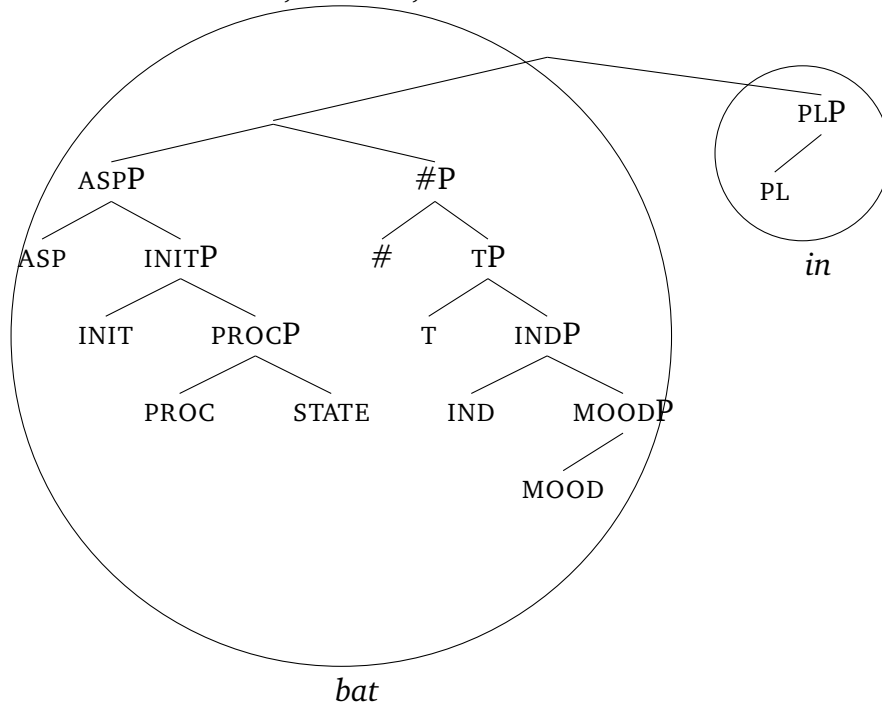 PLP
ASPP #P PL
ASP INITP # TP in
INIT PROCP T INDP
PROC STATE IND MOODP
MOOD
bat